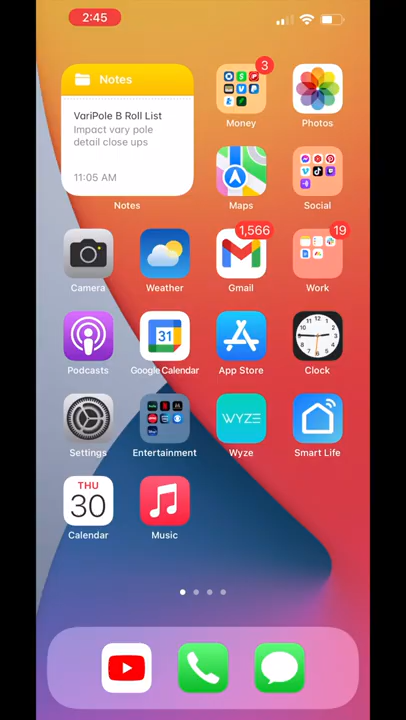 2:45
Notes
VariPole B Roll List
Impact vary pole
detail close ups
11:05 AM
Notes
3
Money
Photos
Maps
Social
Camera
Weather
1,566
Gmail
19
Work
Podcasts
31
Google Calendar
App Store
Clock
Settings
Entertainment
WYZE
Wyze
Smart Life
THU
30
Calendar
Music